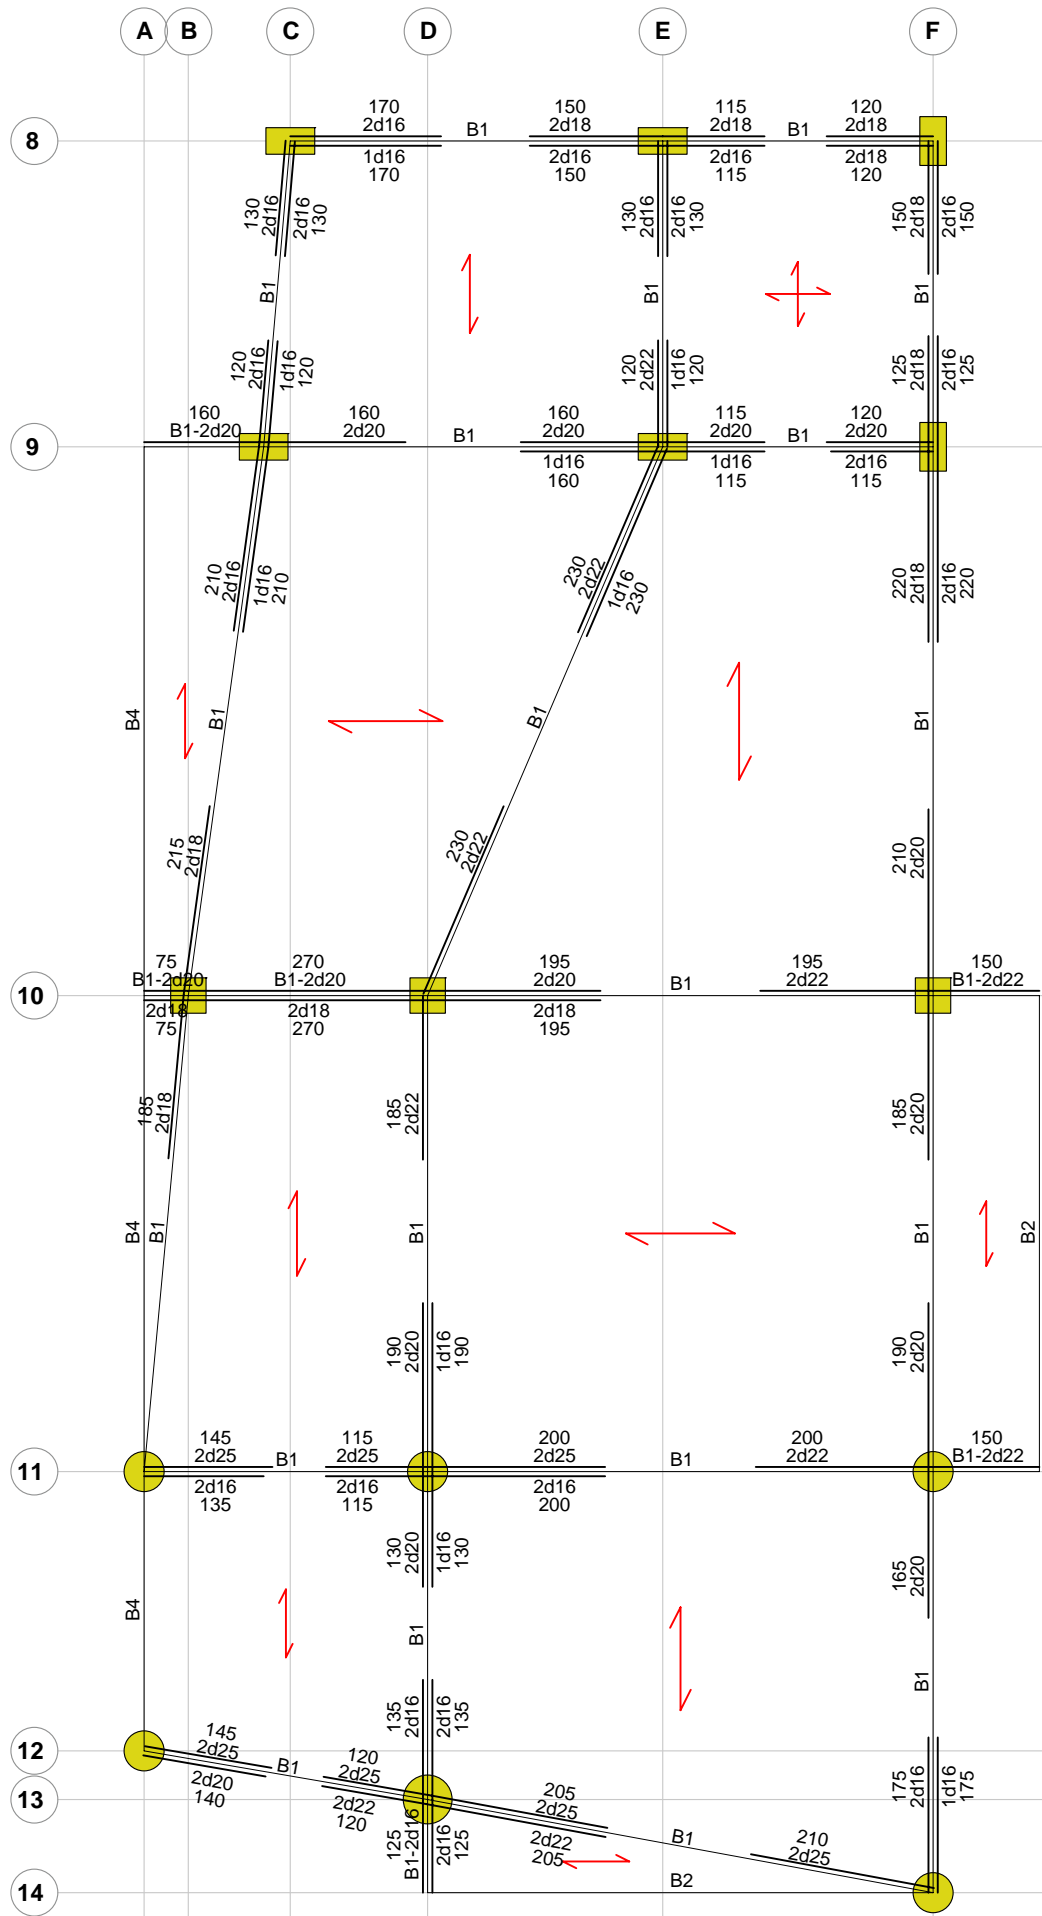 A
B
C
D
E
F
8
170
2d16
B1
150
2d18
115
2d18
B1
120
2d18
1d16
170
2d16
150
2d16
115
2d18
120
130
2d16
2d16
130
130
2d16
2d16
130
150
2d18
2d16
150
B1
B1
B1
120
2d16
1d16
120
120
2d22
1d16
120
125
2d18
2d16
125
9
160
B1-2d20
160
2d20
B1
160
2d20
115
2d20
B1
120
2d20
1d16
160
1d16
115
2d16
115
210
2d16
1d16
210
230
2d22
1d16
230
220
2d18
2d16
220
B4
B1
B1
B1
215
2d18
230
2d22
210
2d20
10
75
B1-2d20
270
B1-2d20
195
2d20
B1
195
2d22
150
B1-2d22
2d18
75
2d18
270
2d18
195
185
2d18
185
2d22
185
2d20
B4
B1
B1
B1
B2
190
2d20
1d16
190
190
2d20
11
145
2d25
B1
115
2d25
200
2d25
B1
200
2d22
150
B1-2d22
2d16
135
2d16
115
2d16
200
130
2d20
1d16
130
165
2d20
B4
B1
B1
135
2d16
2d16
135
12
145
2d25
B1
120
2d25
2d20
140
2d22
120
175
2d16
1d16
175
13
205
2d25
B1
210
2d25
2d22
205
125
B1-2d16
2d16
125
14
B2